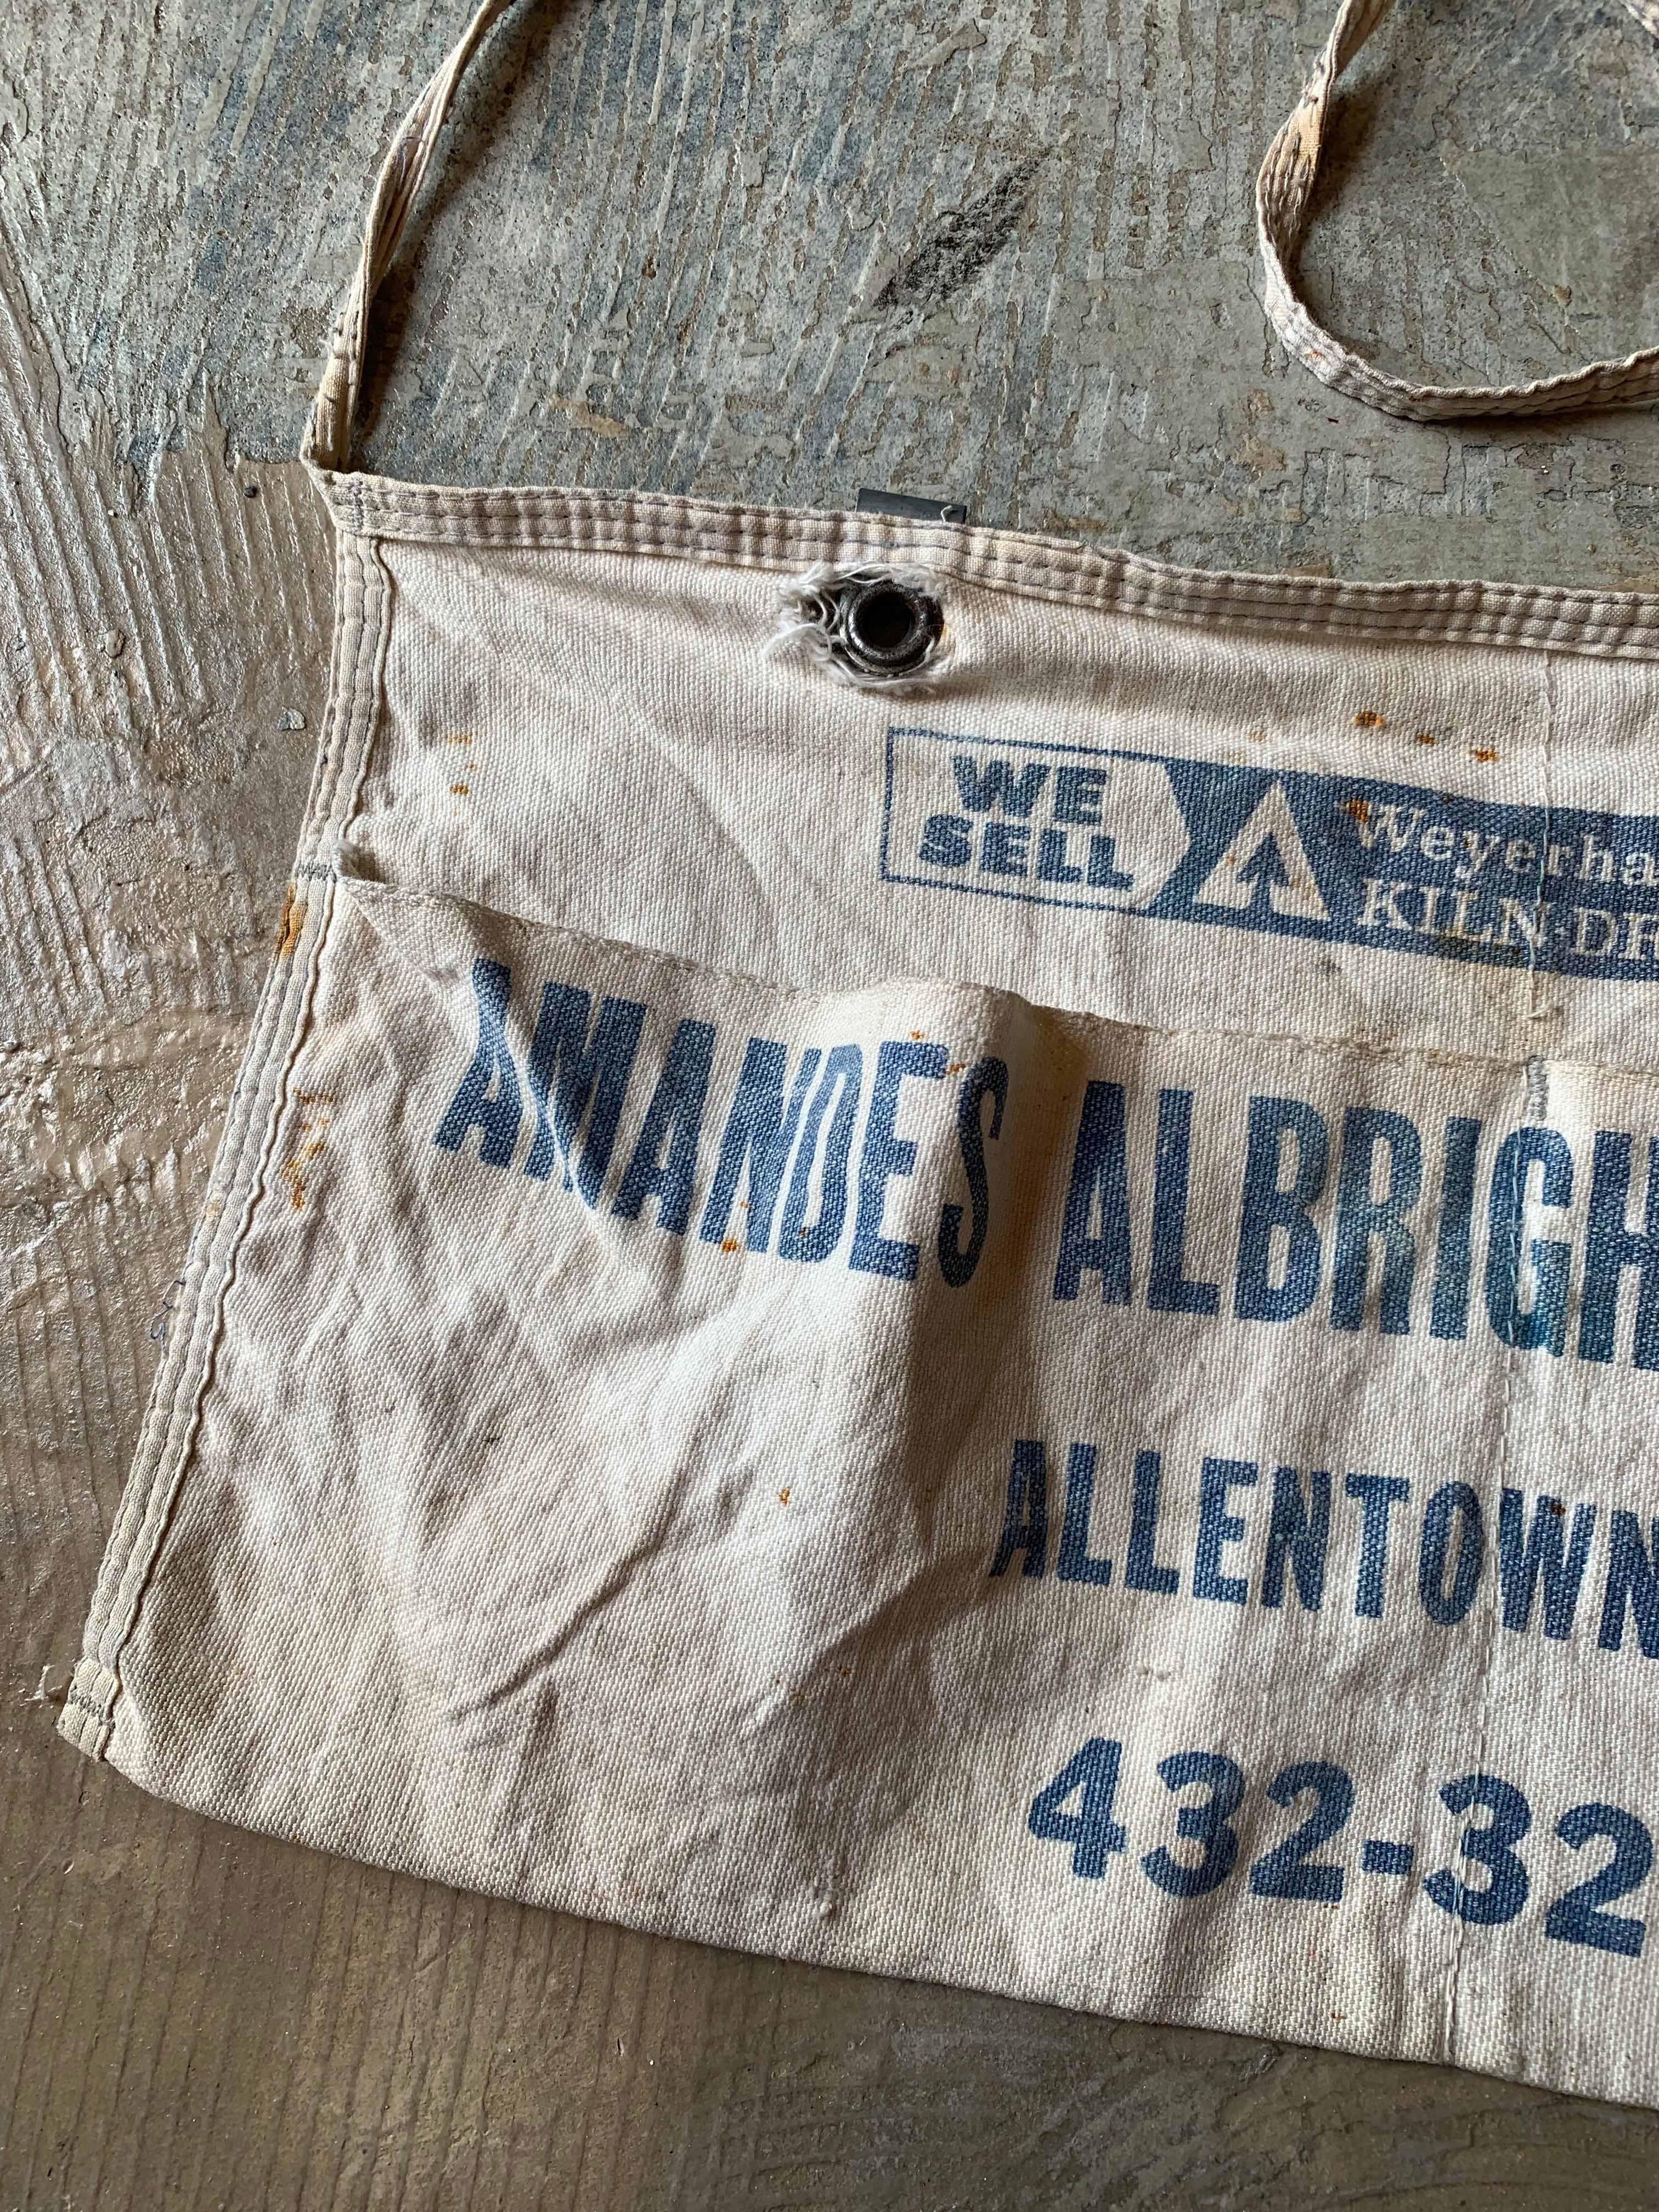 WE
SELL
Weyerha
KILN-DR
AMANDES ALBRIGH
ALLENTOWN
432-32